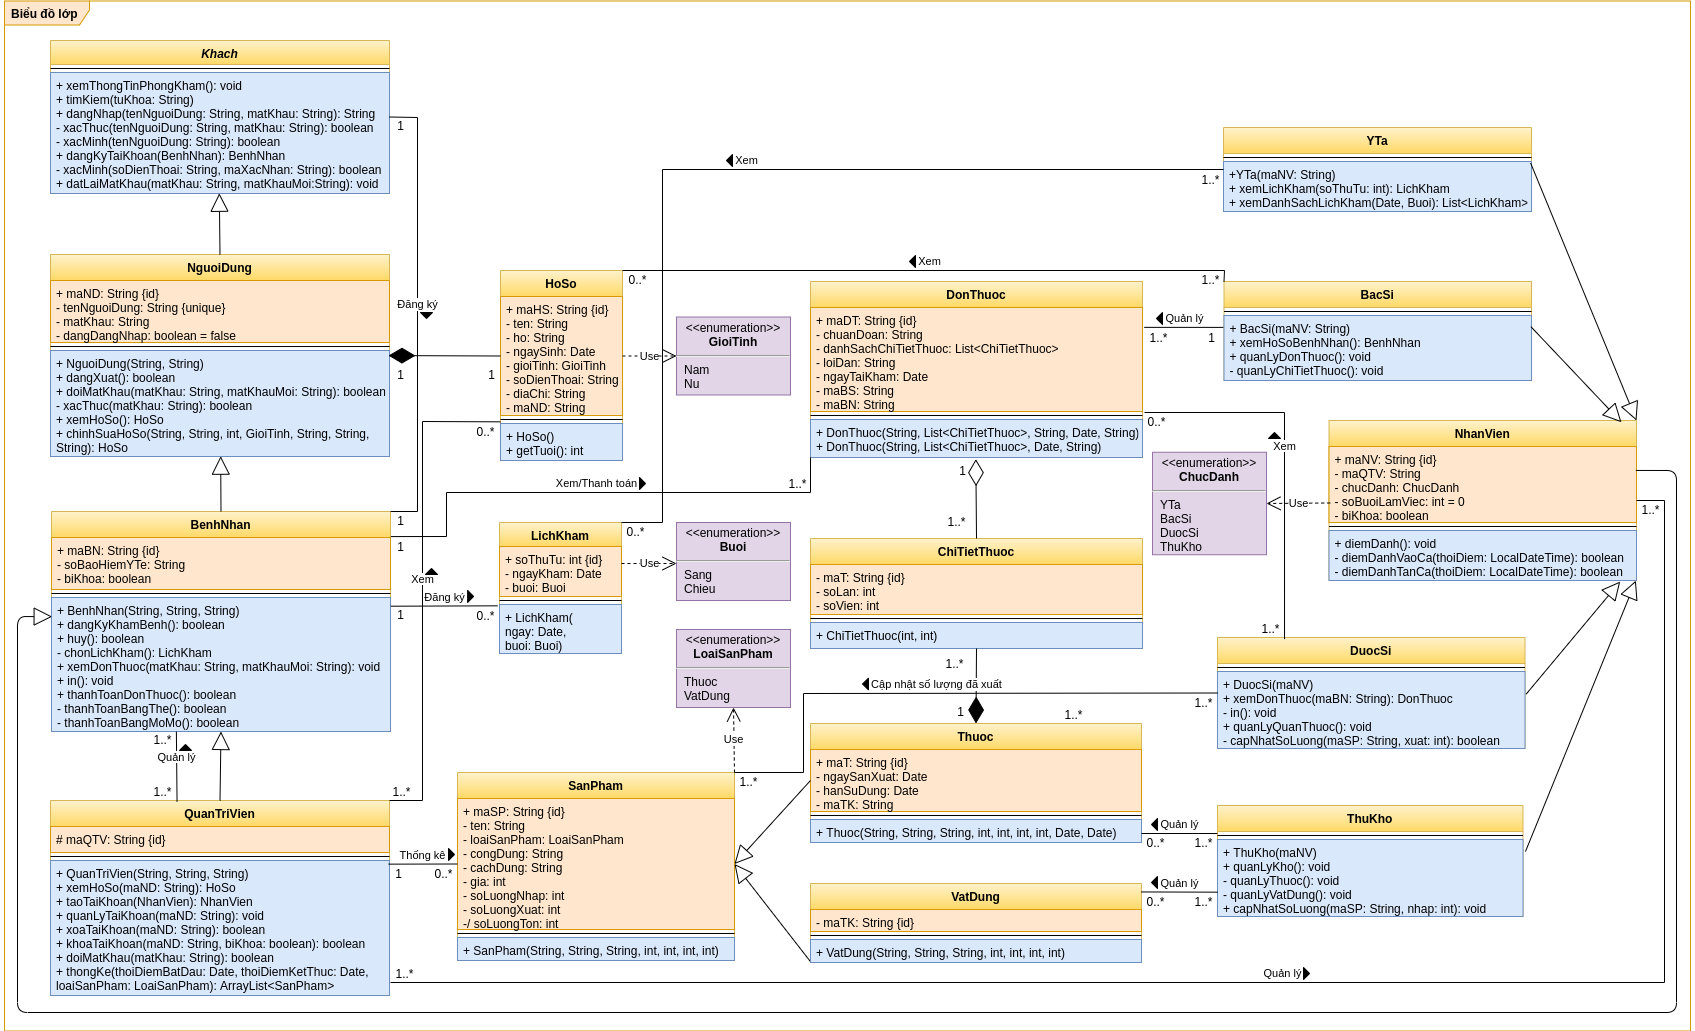 Biểu đồ lớp
Khach
+ xemThongTinPhongKham(): void
+ timKiem(tuKhoa: String)
+ dangNhap(tenNguoiDung: String, matKhau: String): String
- xacThuc(tenNguoiDung: String, matKhau: String): boolean
- xacMinh(tenNguoiDung: String): boolean
+ dangKyTaiKhoan(BenhNhan): BenhNhan
- xacMinh(soDienThoai: String, maXacNhan: String): boolean
+ datLaiMatKhau(matKhau: String, matKhauMoi:String): void
1
Đăng ký
NguoiDung
+ maND: String {id}
- tenNguoiDung: String {unique}
- matKhau: String
- dangDangNhap: boolean = false
+ NguoiDung(String, String)
+ dangXuat(): boolean
+ doiMatKhau(matKhau: String, matKhauMoi: String): boolean
- xacThuc(matKhau: String): boolean
+ xemHoSo(): HoSo
+ chinhSuaHoSo(String, String, int, GioiTinh, String, String,
String): HoSo
1
1
BenhNhan
+ maBN: String {id}
- soBaoHiemYTe: String
- biKhoa: boolean
+ BenhNhan(String, String, String)
+ dangKyKhamBenh(): boolean
+ huy(): boolean
- chonLichKham(): LichKham
+ xemDonThuoc(matKhau: String, matKhauMoi: String): void
+ in(): void
+ thanhToanDonThuoc(): boolean
- thanhToanBangThe(): boolean
- thanhToanBangMoMo(): boolean
1
1
Xem
Đăng ký
1
0..*
1..*
Quản lý
1..*
1..*
QuanTriVien
# maQTV: String {id}
+ QuanTriVien(String, String, String)
+ xemHoSo(maND: String): HoSo
+ taoTaiKhoan(NhanVien): NhanVien
+ quanLyTaiKhoan(maND: String): void
+ xoaTaiKhoan(maND: String): boolean
+ khoaTaiKhoan(maND: String, biKhoa: boolean): boolean
+ doiMatKhau(matKhau: String): boolean
+ thongKe(thoiDiemBatDau: Date, thoiDiemKetThuc: Date,
loaiSanPham: LoaiSanPham): ArrayList<SanPham>
Thống kê
1
0..*
1..*
Quản lý
HoSo
+ maHS: String {id}
- ten: String
- ho: String
- ngaySinh: Date
- gioiTinh: GioiTinh
- soDienThoai: String
- diaChi: String
- maND: String
+ HoSo()
+ getTuoi(): int
0..*
0..*
Xem
1..*
Use
<<enumeration>>
GioiTinh
Nam
Nu
Xem/Thanh toán
1..*
LichKham
+ soThuTu: int {id}
- ngayKham: Date
- buoi: Buoi
+ LichKham(
ngay: Date,
buoi: Buoi)
0..*
Use
<<enumeration>>
Buoi
Sang
Chieu
<<enumeration>>
LoaiSanPham
Thuoc
VatDung
Use
SanPham
+ maSP: String {id}
- ten: String
- loaiSanPham: LoaiSanPham
- congDung: String
- cachDung: String
- gia: int
- soLuongNhap: int
- soLuongXuat: int
-/ soLuongTon: int
+ SanPham(String, String, String, int, int, int, int)
1..*
Xem
1..*
YTa
+YTa(maNV: String)
+ xemLichKham(soThuTu: int): LichKham
+ xemDanhSachLichKham(Date, Buoi): List<LichKham>
DonThuoc
+ maDT: String {id}
- chuanDoan: String
- danhSachChiTietThuoc: List<ChiTietThuoc>
- loiDan: String
- ngayTaiKham: Date
- maBS: String
- maBN: String
+ DonThuoc(String, List<ChiTietThuoc>, String, Date, String)
+ DonThuoc(String, List<ChiTietThuoc>, Date, String)
Quản lý
1..*
1
BacSi
+ BacSi(maNV: String)
+ xemHoSoBenhNhan(): BenhNhan
+ quanLyDonThuoc(): void
- quanLyChiTietThuoc(): void
0..*
Xem
1..*
1
1..*
ChiTietThuoc
- maT: String {id}
- soLan: int
- soVien: int
+ ChiTietThuoc(int, int)
1..*
Cập nhật số lượng đã xuất
1
1..*
1..*
<<enumeration>>
ChucDanh
YTa
BacSi
DuocSi
ThuKho
Use
NhanVien
+ maNV: String {id}
- maQTV: String
- chucDanh: ChucDanh
- soBuoiLamViec: int = 0
- biKhoa: boolean
+ diemDanh(): void
- diemDanhVaoCa(thoiDiem: LocalDateTime): boolean
- diemDanhTanCa(thoiDiem: LocalDateTime): boolean
1..*
DuocSi
+ DuocSi(maNV)
+ xemDonThuoc(maBN: String): DonThuoc
- in(): void
+ quanLyQuanThuoc(): void
- capNhatSoLuong(maSP: String, xuat: int): boolean
Thuoc
+ maT: String {id}
- ngaySanXuat: Date
- hanSuDung: Date
- maTK: String
+ Thuoc(String, String, String, int, int, int, int, Date, Date)
Quản lý
0..*
1..*
ThuKho
+ ThuKho(maNV)
+ quanLyKho(): void
- quanLyThuoc(): void
- quanLyVatDung(): void
+ capNhatSoLuong(maSP: String, nhap: int): void
VatDung
- maTK: String {id}
+ VatDung(String, String, String, int, int, int, int)
Quản lý
0..*
1..*